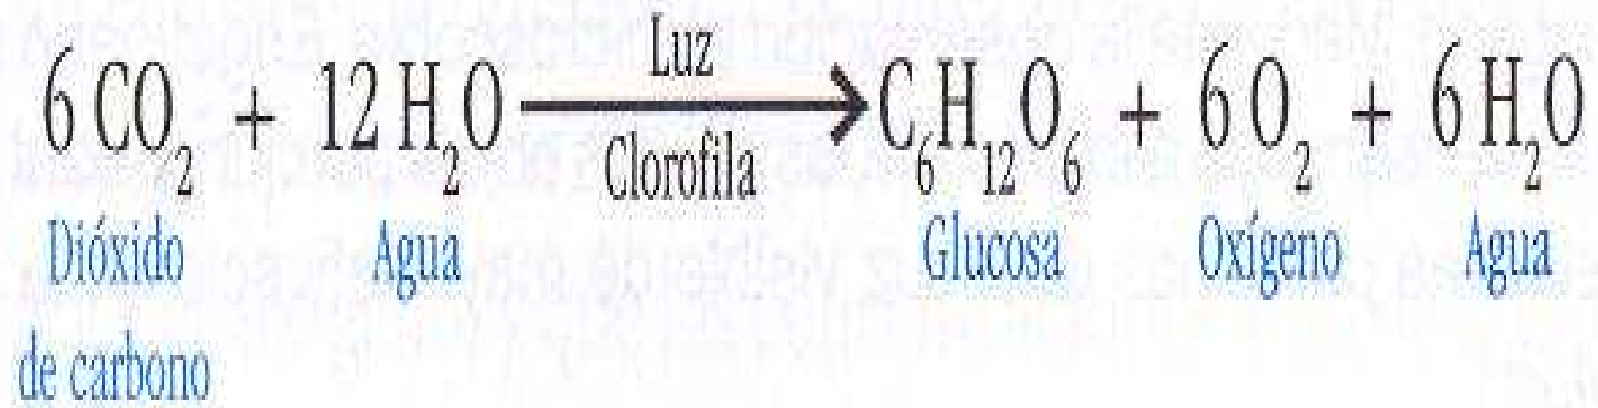 Luz
6 CO2 + 12 H2O → C6H12O6 + 6 O2 + 6 H2O
Clorofila
Dióxido Agua Glucosa Oxígeno Agua
de carbono